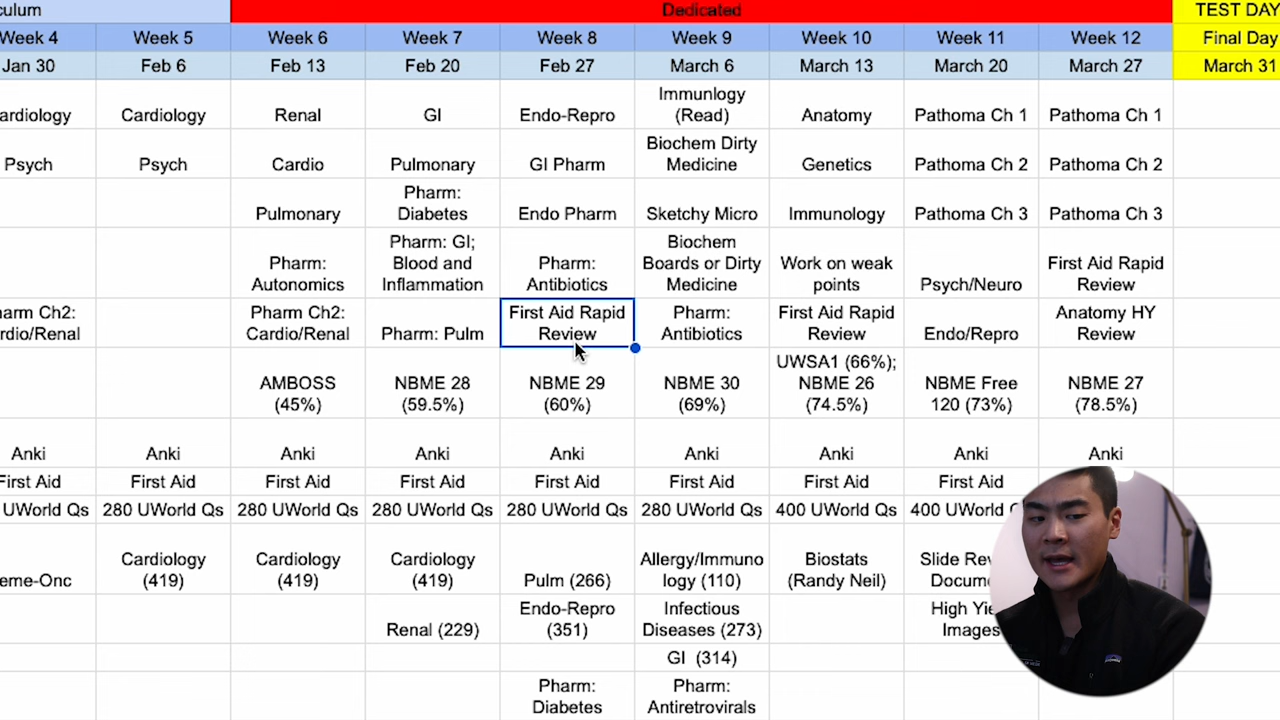 culum Dedicated TEST DAY
Week 4 Week 5 Week 6 Week 7 Week 8 Week 9 Week 10 Week 11 Week 12 Final Day
Jan 30 Feb 6 Feb 13 Feb 20 Feb 27 March 6 March 13 March 20 March 27 March 31
ardiology Cardiology Renal GI Endo-Repro Immunlogy (Read) Anatomy Pathoma Ch 1 Pathoma Ch 1
Psych Psych Cardio Pulmonary GI Pharm Biochem Dirty Medicine Genetics Pathoma Ch 2 Pathoma Ch 2
Pulmonary Pharm: Diabetes Endo Pharm Sketchy Micro Immunology Pathoma Ch 3 Pathoma Ch 3
Pharm: Autonomics Pharm: GI; Blood and Inflammation Pharm: Antibiotics Biochem Boards or Dirty Medicine Work on weak points Psych/Neuro First Aid Rapid Review
arm Ch2: rdio/Renal Pharm Ch2: Cardio/Renal Pharm: Pulm First Aid Rapid Review Pharm: Antibiotics First Aid Rapid Review Endo/Repro Anatomy HY Review
AMBOSS (45%) NBME 28 (59.5%) NBME 29 (60%) NBME 30 (69%) UWSA1 (66%); NBME 26 (74.5%) NBME Free 120 (73%) NBME 27 (78.5%)
Anki Anki Anki Anki Anki Anki Anki Anki Anki
First Aid First Aid First Aid First Aid First Aid First Aid First Aid First Aid
UWorld Qs 280 UWorld Qs 280 UWorld Qs 280 UWorld Qs 280 UWorld Qs 280 UWorld Qs 400 UWorld Qs 400 UWorld
eme-Onc Cardiology (419) Cardiology (419) Cardiology (419) Pulm (266) Allergy/Immuno logy (110) Biostats (Randy Neil) Slide Rev Docum
Renal (229) Endo-Repro (351) Infectious Diseases (273) High Yie Images
GI (314)
Pharm: Diabetes Pharm: Antiretrovirals